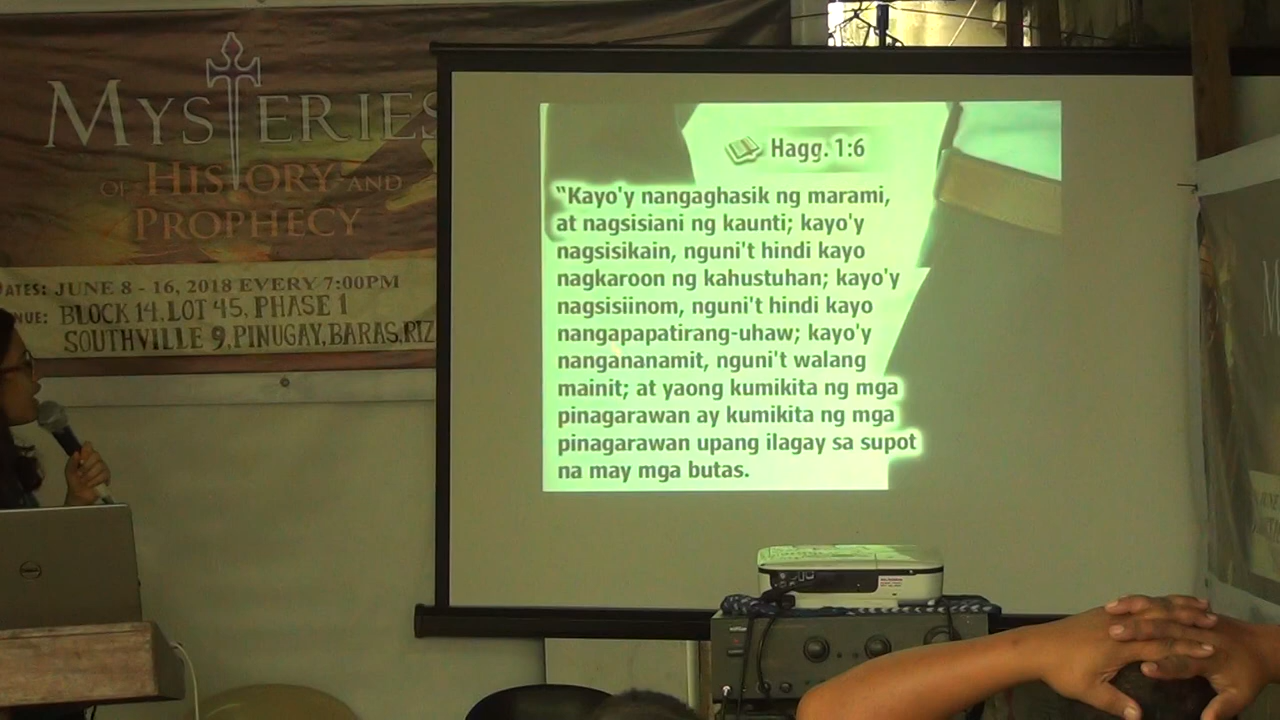 MYSTERIES
OF HISTORY AND
PROPHECY
DATES: JUNE 8 - 16, 2018 EVERY 7:00PM
BLOCK 14, LOT 45, PHASE 1
SOUTHVILLE 9, PINUGAY, BARAS, RIZ
Hagg. 1:6
"Kayo'y nangaghasik ng marami,
at nagsisiani ng kaunti; kayo'y
nagsisikain, nguni't hindi kayo
nagkaroon ng kahustuhan; kayo'y
nagsisiinom, nguni't hindi kayo
nangapapatirang-uhaw; kayo'y
nangananamit, nguni't walang
mainit; at yaong kumikita ng mga
pinagarawan ay kumikita ng mga
pinagarawan upang ilagay sa supot
na may mga butas.
DELL